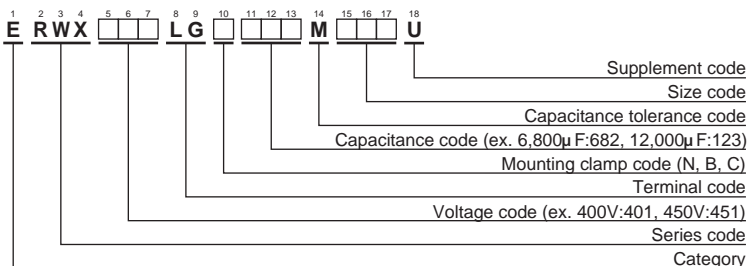 1 2 3 4 5 6 7 8 9 10 11 12 13 14 15 16 17 18
E RWX □□□ LG □ □□□ M □□□ U
Supplement code
Size code
Capacitance tolerance code
Capacitance code (ex. 6,800μF:682, 12,000μF:123)
Mounting clamp code (N, B, C)
Terminal code
Voltage code (ex. 400V:401, 450V:451)
Series code
Category